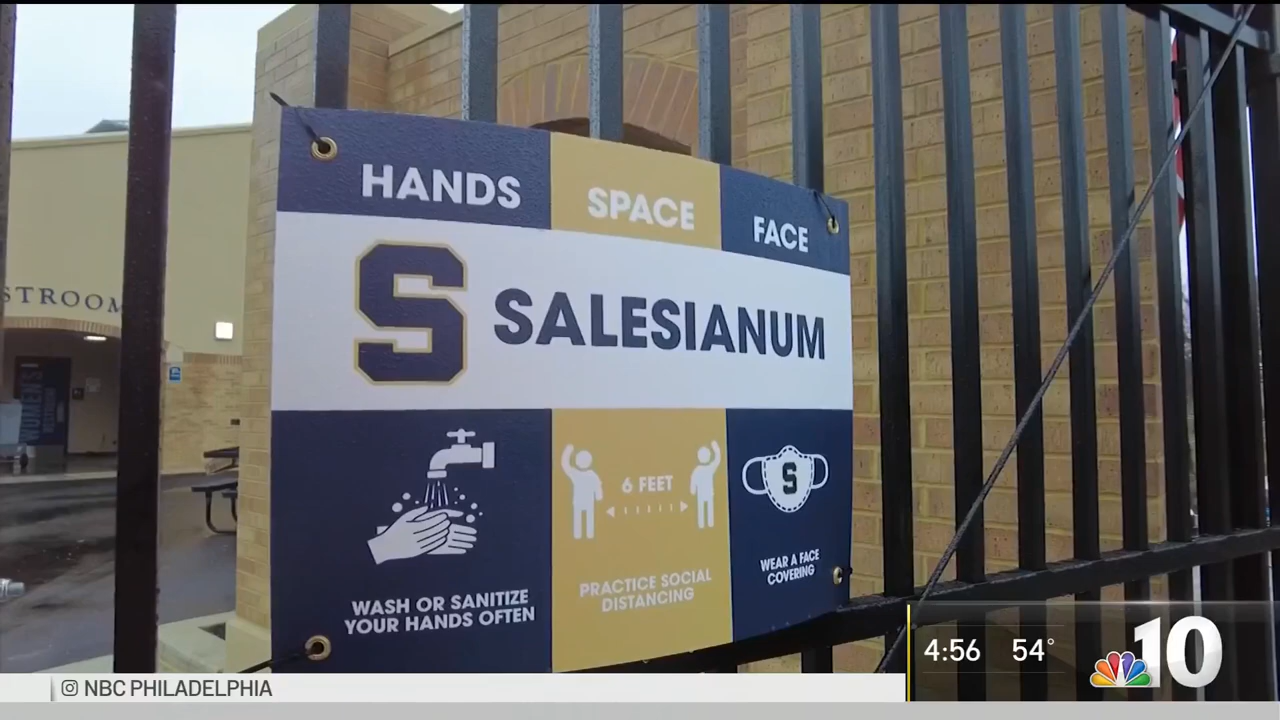 HANDS
SPACE
FACE
S SALESIANUM
6 FEET
S
WASH OR SANITIZE
YOUR HANDS OFTEN
PRACTICE SOCIAL
DISTANCING
WEAR A FACE
COVERING
STROOM
WOMEN'S
NBC PHILADELPHIA
4:56 54°
10